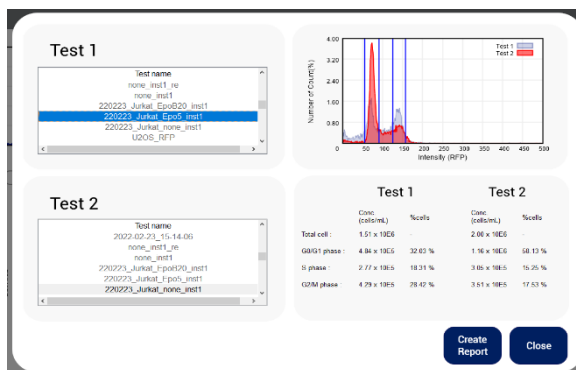 Test 1
Test name
none_inst1_re
none_inst1
220223_Jurkat_EpoB20_inst1
220223_Jurkat_Epo5_inst1
220223_Jurkat_none_inst1
U2OS_RFP
Test 2
Test name
2022-02-23_15-14-06
none_inst1_re
none_inst1
220223_Jurkat_EpoB20_inst1
220223_Jurkat_Epo5_inst1
220223_Jurkat_none_inst1
Number of Count(%)
4.00
3.20
2.40
1.60
0.80
Test 1
Test 2
0 50 100 150 200 250 300 350 400 450 500
Intensity (RFP)
Test 1 Test 2
Conc. (cells/mL) %cells Conc. (cells/mL) %cells
Total cell : 1.51 x 10E6 - 2.00 x 10E6 -
G0/G1 phase : 4.84 x 10E5 32.03 % 1.16 x 10E6 58.13 %
S phase : 2.77 x 10E5 18.31 % 3.05 x 10E5 15.25 %
G2/M phase : 4.29 x 10E5 28.42 % 3.51 x 10E5 17.53 %
Create
Report
Close